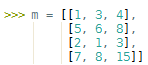 >>> m = [[1, 3, 4],
[5, 6, 8],
[2, 1, 3],
[7, 8, 15]]